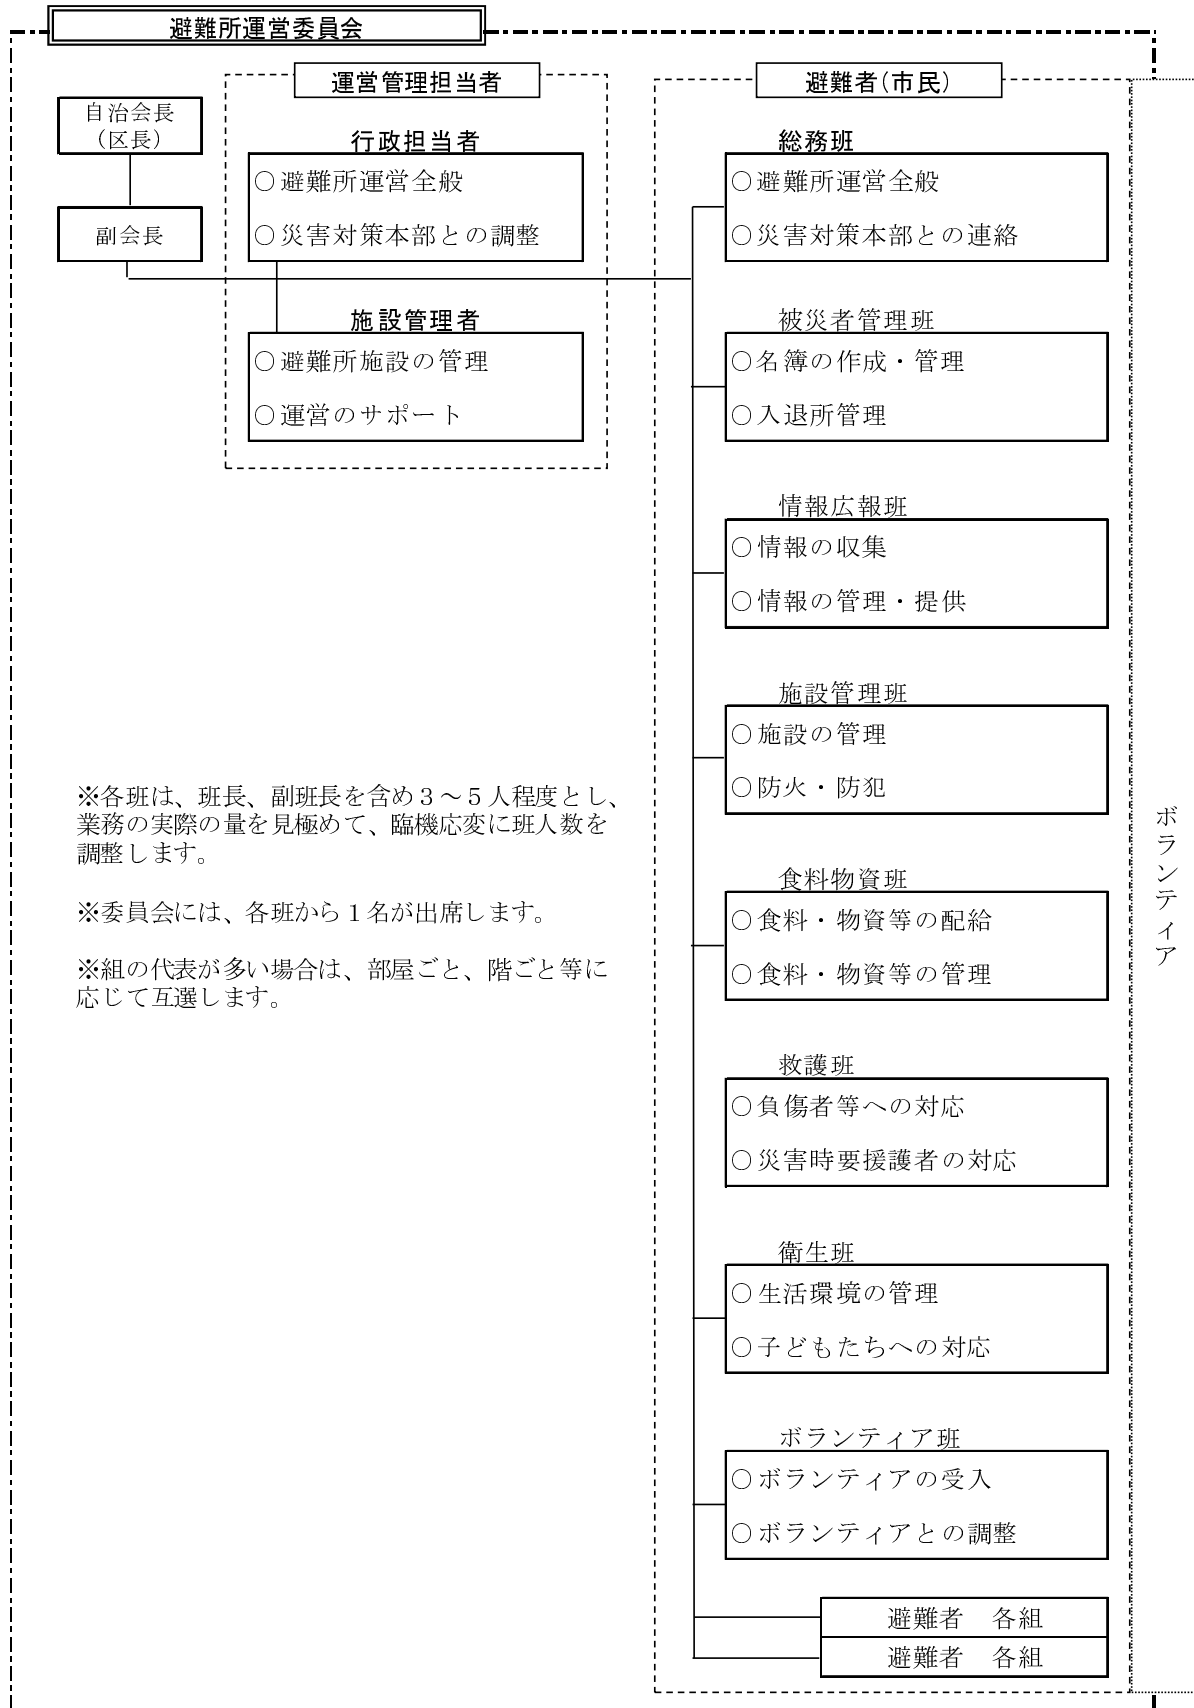 避難所運営委員会
自治会長
（区長）
副会長
運営管理担当者
行政担当者
○避難所運営全般
○災害対策本部との調整
施設管理者
○避難所施設の管理
○運営のサポート
※各班は、班長、副班長を含め３～５人程度とし、
業務の実際の量を見極めて、臨機応変に班人数を
調整します。
※委員会には、各班から１名が出席します。
※組の代表が多い場合は、部屋ごと、階ごと等に
応じて互選します。
避難者（市民）
総務班
○避難所運営全般
○災害対策本部との連絡
被災者管理班
○名簿の作成・管理
○入退所管理
情報広報班
○情報の収集
○情報の管理・提供
施設管理班
○施設の管理
○防火・防犯
食料物資班
○食料・物資等の配給
○食料・物資等の管理
救護班
○負傷者等への対応
○災害時要援護者の対応
衛生班
○生活環境の管理
○子どもたちへの対応
ボランティア班
○ボランティアの受入
○ボランティアとの調整
避難者　各組
避難者　各組
ボランティア